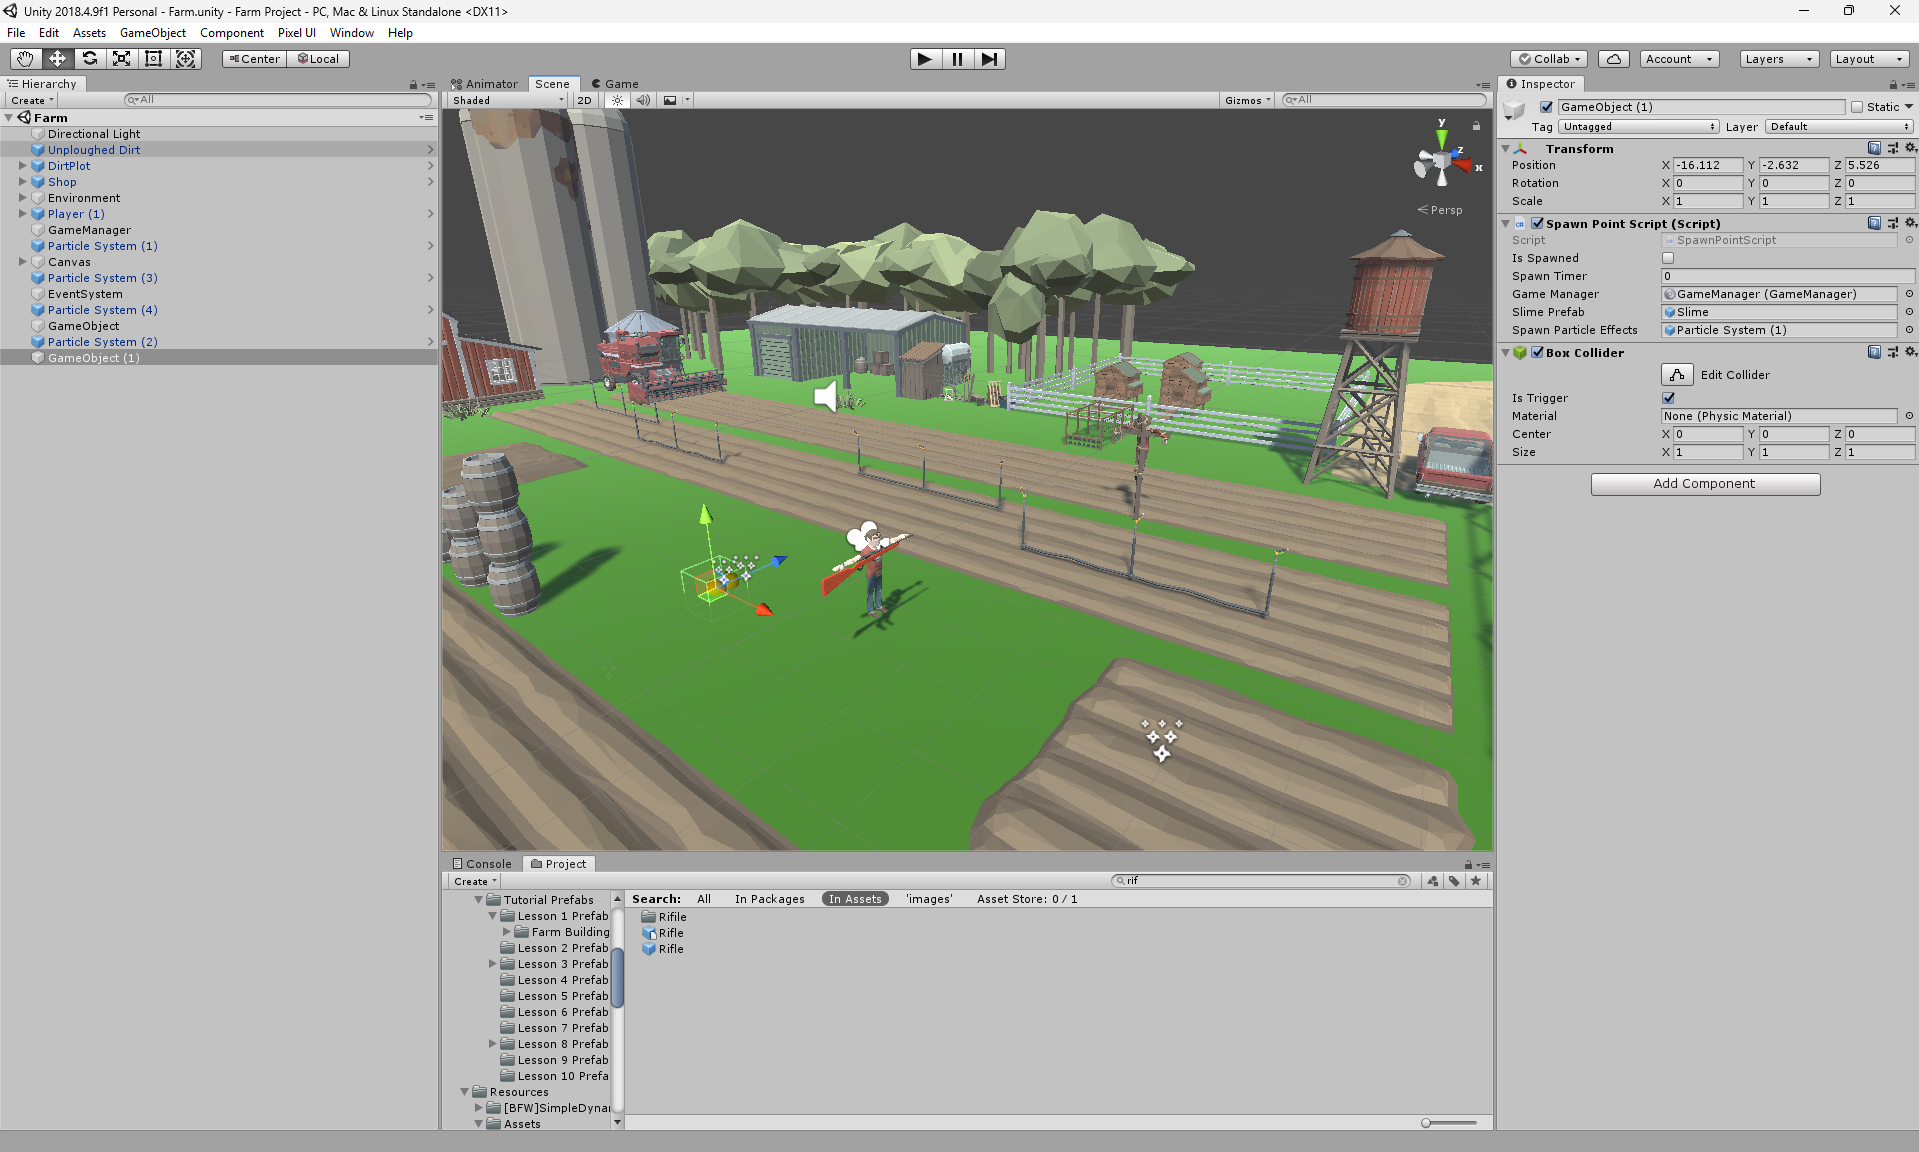 Unity 2018.4.9f1 Personal - Farm.unity - Farm Project - PC, Mac & Linux Standalone <DX11>
File Edit Assets GameObject Component Pixel UI Window Help
Center Local
Collab Account Layers Layout
Hierarchy
Create All
Farm
Directional Light
Unploughed Dirt
DirtPlot
Shop
Environment
Player (1)
GameManager
Particle System (1)
Canvas
Particle System (3)
EventSystem
Particle System (4)
GameObject
Particle System (2)
GameObject (1)
Animator Scene Game
Shaded 2D Gizmos All
y
z
x
Persp
Console Project
Create rif
Tutorial Prefabs
Lesson 1 Prefab
Farm Building
Lesson 2 Prefab
Lesson 3 Prefab
Lesson 4 Prefab
Lesson 5 Prefab
Lesson 6 Prefab
Lesson 7 Prefab
Lesson 8 Prefab
Lesson 9 Prefab
Lesson 10 Prefa
Resources
[BFW]SimpleDynar
Assets
Search: All In Packages In Assets 'images' Asset Store: 0 / 1
Rifile
Rifle
Rifle
Inspector
GameObject (1) Static
Tag Untagged Layer Default
Transform
Position X -16.112 Y -2.632 Z 5.526
Rotation X 0 Y 0 Z 0
Scale X 1 Y 1 Z 1
Spawn Point Script (Script)
Script SpawnPointScript
Is Spawned
Spawn Timer 0
Game Manager GameManager (GameManager)
Slime Prefab Slime
Spawn Particle Effects Particle System (1)
Box Collider
Edit Collider
Is Trigger
Material None (Physic Material)
Center X 0 Y 0 Z 0
Size X 1 Y 1 Z 1
Add Component